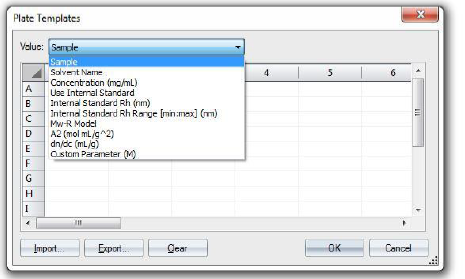 Plate Templates
Value: Sample
Sample
Solvent Name
Concentration (mg/mL)
Use Internal Standard
Internal Standard Rh (nm)
Internal Standard Rh Range [min:max] (nm)
Mw-R Model
A2 (mol mL/g^2)
dn/dc (mL/g)
Custom Parameter (M)
4 5 6
A
B
C
D
E
F
G
H
I
Import... Export... Clear OK Cancel